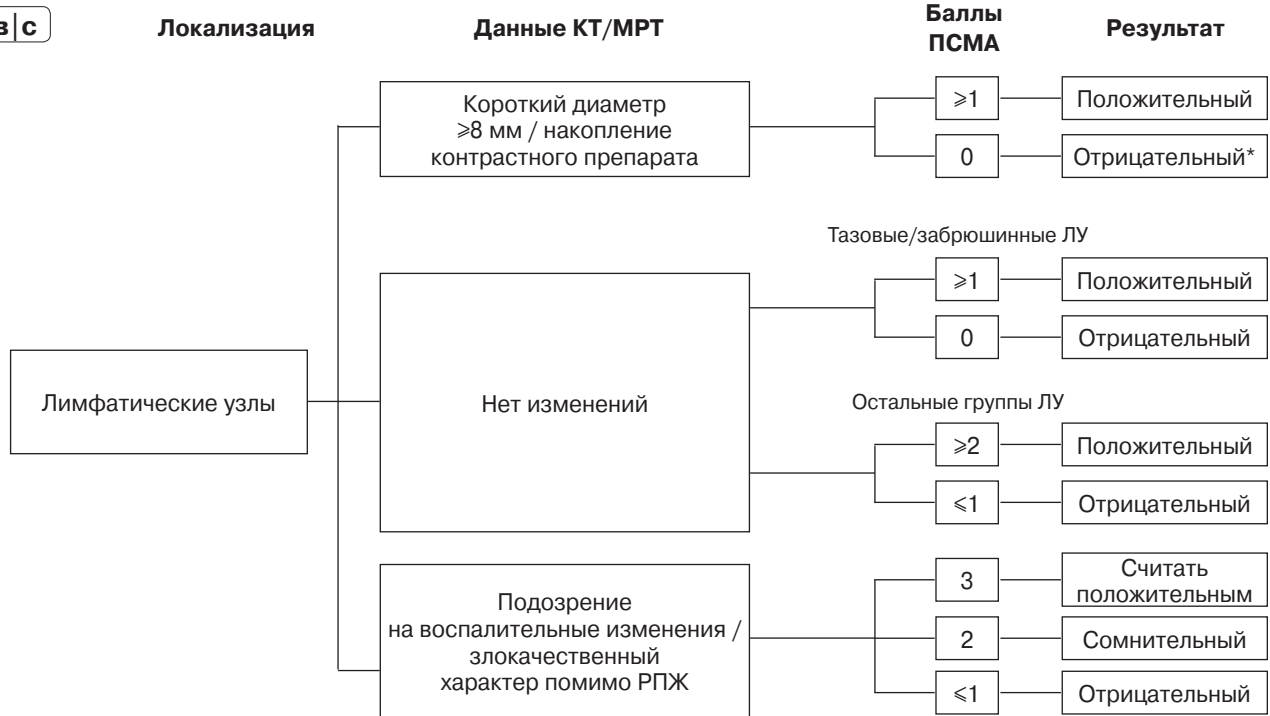 в|с
Локализация
Данные КТ/МРТ
Баллы
ПСМА
Результат
Короткий диаметр
⩾8 мм / накопление
контрастного препарата
⩾1
Положительный
0
Отрицательный*
Тазовые/забрюшинные ЛУ
⩾1
Положительный
0
Отрицательный
Лимфатические узлы
Нет изменений
Остальные группы ЛУ
⩾2
Положительный
⩽1
Отрицательный
Подозрение
на воспалительные изменения /
злокачественный
характер помимо РПЖ
3
Считать
положительным
2
Сомнительный
⩽1
Отрицательный